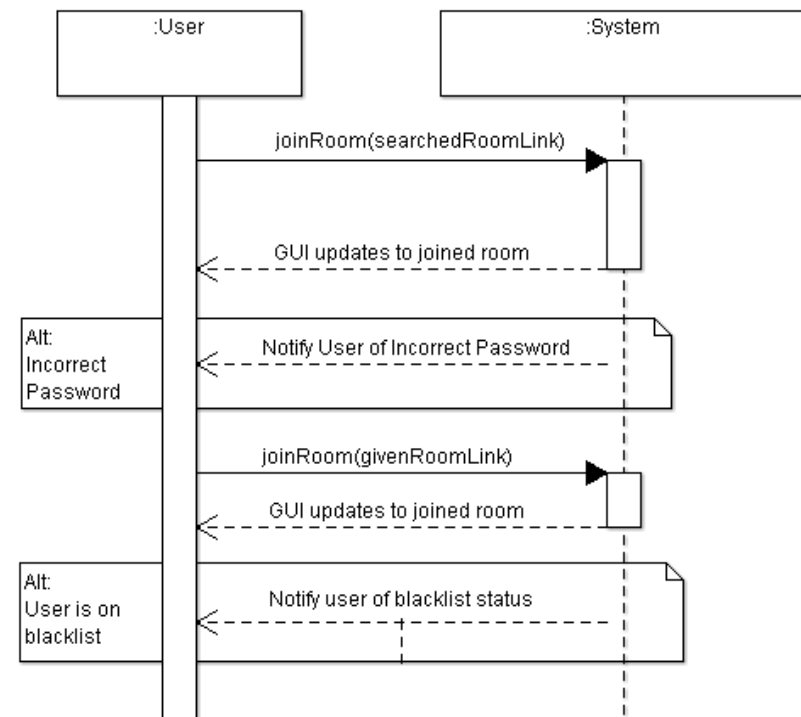 :User
:System
joinRoom(searchedRoomLink)
GUI updates to joined room
Alt:
Incorrect
Password
Notify User of Incorrect Password
joinRoom(givenRoomLink)
GUI updates to joined room
Alt:
User is on
blacklist
Notify user of blacklist status